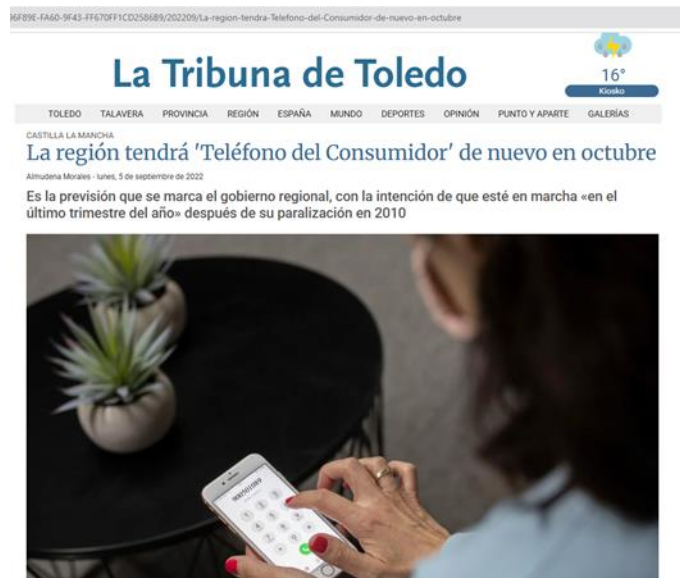 96F89E-FA60-9F43-FF670FF1CD2586B9/202209/La-region-tendra-Telefono-del-Consumidor-de-nuevo-en-octubre
La Tribuna de Toledo
16°
Kiosko
TOLEDO TALAVERA PROVINCIA REGIÓN ESPAÑA MUNDO DEPORTES OPINIÓN PUNTO Y APARTE GALERÍAS
CASTILLA LA MANCHA
La región tendrá 'Teléfono del Consumidor' de nuevo en octubre
Almudena Morales - lunes, 5 de septiembre de 2022
Es la previsión que se marca el gobierno regional, con la intención de que esté en marcha «en el
último trimestre del año» después de su paralización en 2010